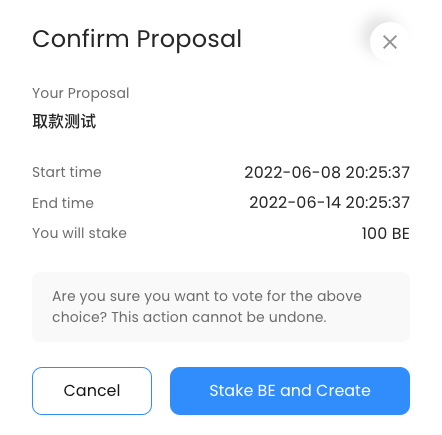 Confirm Proposal
Your Proposal
取款测试
Start time 2022-06-08 20:25:37
End time 2022-06-14 20:25:37
You will stake 100 BE
Are you sure you want to vote for the above
choice? This action cannot be undone.
Cancel Stake BE and Create